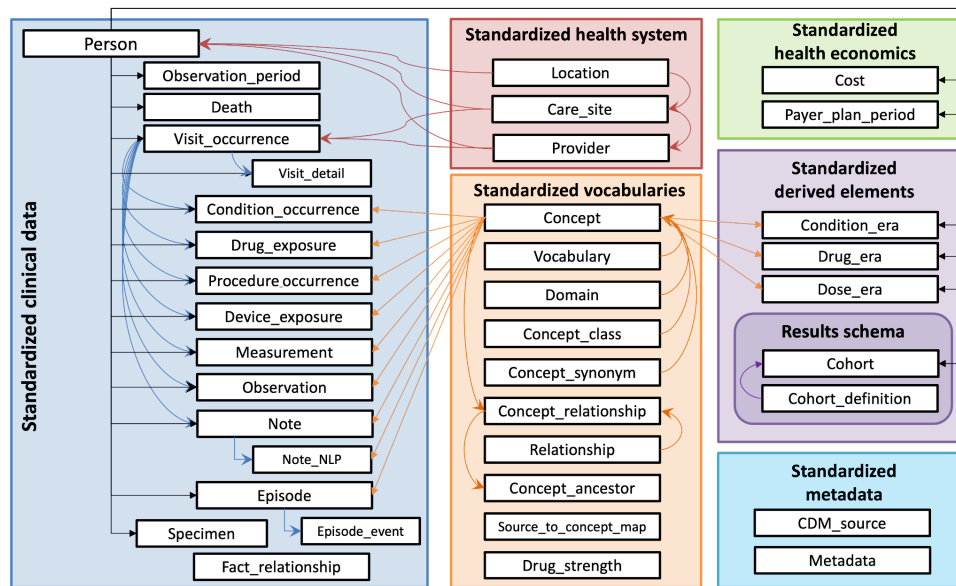 Standardized clinical data
Person
Observation_period
Death
Visit_occurrence
Visit_detail
Condition_occurrence
Drug_exposure
Procedure_occurrence
Device_exposure
Measurement
Observation
Note
Note_NLP
Episode
Episode_event
Specimen
Fact_relationship
Standardized health system
Location
Care_site
Provider
Standardized vocabularies
Concept
Vocabulary
Domain
Concept_class
Concept_synonym
Concept_relationship
Relationship
Concept_ancestor
Source_to_concept_map
Drug_strength
Standardized
health economics
Cost
Payer_plan_period
Standardized
derived elements
Condition_era
Drug_era
Dose_era
Results schema
Cohort
Cohort_definition
Standardized
metadata
CDM_source
Metadata